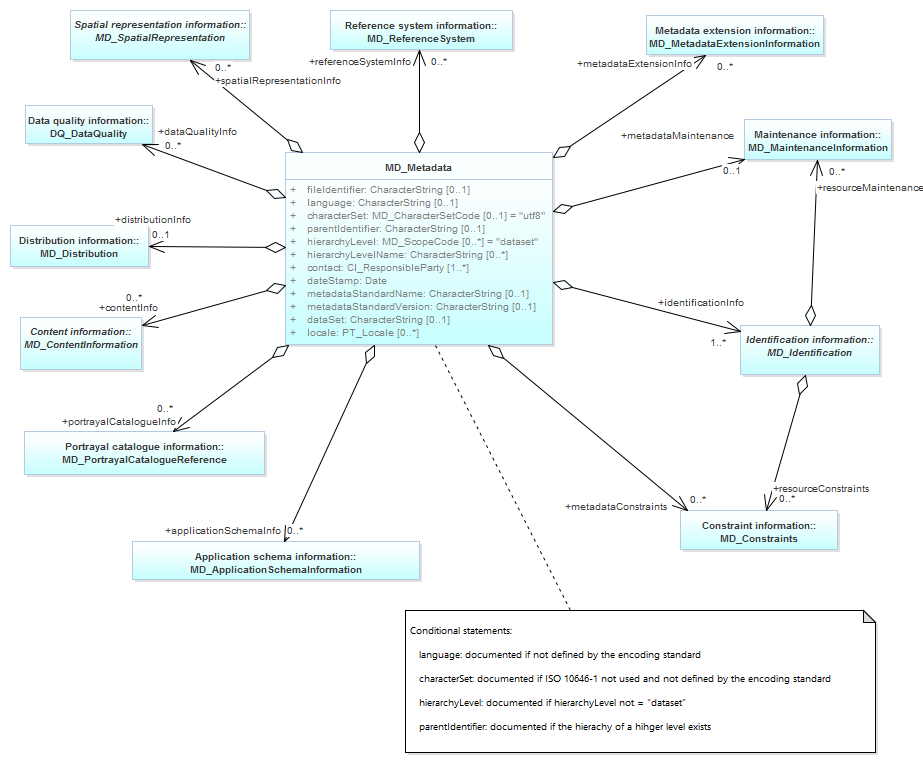 Spatial representation information::
MD_SpatialRepresentation
Reference system information::
MD_ReferenceSystem
Metadata extension information::
MD_MetadataExtensionInformation
+referenceSystemInfo
0..*
+metadataExtensionInfo
0..*
0..*
+spatialRepresentationInfo
Data quality information::
DQ_DataQuality
+dataQualityInfo
0..*
+metadataMaintenance
0..1
Maintenance information::
MD_MaintenanceInformation
0..*
+resourceMaintenance
MD_Metadata
+ fileIdentifier: CharacterString [0..1]
+ language: CharacterString [0..1]
+ characterSet: MD_CharacterSetCode [0..1] = "utf8"
+ parentIdentifier: CharacterString [0..1]
+ hierarchyLevel: MD_ScopeCode [0..*] = "dataset"
+ hierarchyLevelName: CharacterString [0..*]
+ contact: CI_ResponsibleParty [1..*]
+ dateStamp: Date
+ metadataStandardName: CharacterString [0..1]
+ metadataStandardVersion: CharacterString [0..1]
+ dataSet: CharacterString [0..1]
+ locale: PT_Locale [0..*]
+distributionInfo
0..1
Distribution information::
MD_Distribution
0..*
+contentInfo
Content information::
MD_ContentInformation
+identificationInfo
1..*
Identification information::
MD_Identification
0..*
+portrayalCatalogueInfo
Portrayal catalogue information::
MD_PortrayalCatalogueReference
+applicationSchemaInfo
0..*
Application schema information::
MD_ApplicationSchemaInformation
+metadataConstraints
0..*
+resourceConstraints
0..*
Constraint information::
MD_Constraints
Conditional statements:
language: documented if not defined by the encoding standard
characterSet: documented if ISO 10646-1 not used and not defined by the encoding standard
hierarchyLevel: documented if hierarchyLevel not = "dataset"
parentIdentifier: documented if the hierachy of a hihger level exists